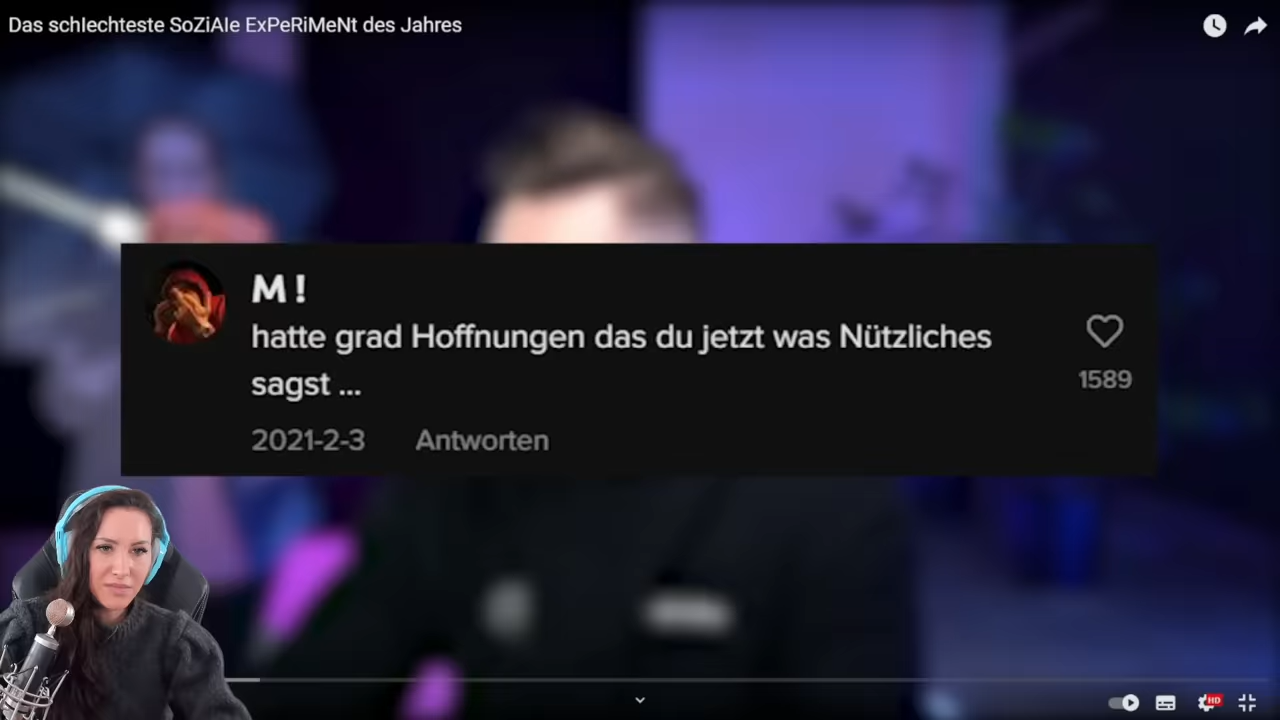 Das schlechteste SoZiAle ExPeRiMeNt des Jahres
M !
hatte grad Hoffnungen das du jetzt was Nützliches
sagst ...
1589
2021-2-3 Antworten
HD